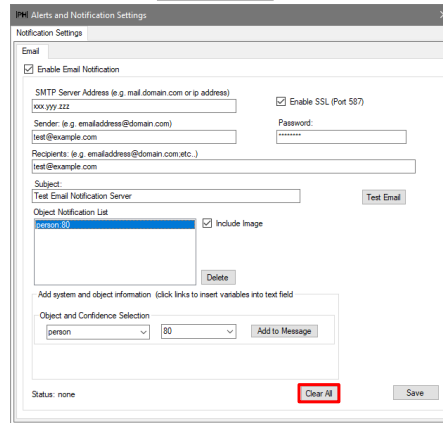 |PM| Alerts and Notification Settings
Notification Settings
Email
Enable Email Notification
SMTP Server Address (e.g. mail.domain.com or ip address)
xxx.yyy.zzz
Enable SSL (Port 587)
Sender: (e.g. emailaddress@domain.com)
Password:
test@example.com
********
Recipients: (e.g. emailaddress@domain.com;etc..)
test@example.com
Subject:
Test Email Notification Server
Test Email
Object Notification List
person:80
Include Image
Delete
Add system and object information (click links to insert variables into text field
Object and Confidence Selection
person
80
Add to Message
Status: none
Clear All
Save